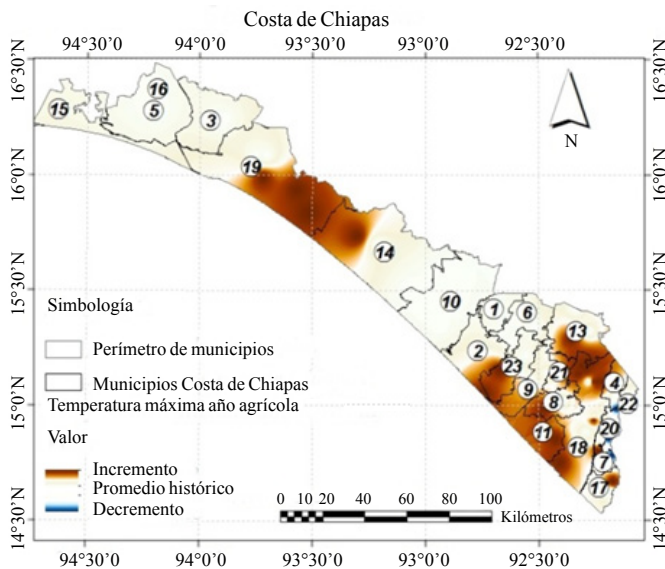 Costa de Chiapas
94°30'0"W 94°0'0"W 93°30'0"W 93°0'0"W 92°30'0"W
16°30'N 16°30'N
16°0'N 16°0'N
15°30'N 15°30'N
15°0'N 15°0'N
14°30'N 14°30'N
N
15
16
5
3
19
14
10
1
6
13
2
23
21
4
9
8
22
20
11
18
7
17
Simbología
Perímetro de municipios
Municipios Costa de Chiapas
Temperatura máxima año agrícola
Valor
Incremento
Promedio histórico
Decremento
0 10 20 40 60 80 100
Kilómetros
94°30'0"W 94°0'0"W 93°30'0"W 93°0'0"W 92°30'0"W